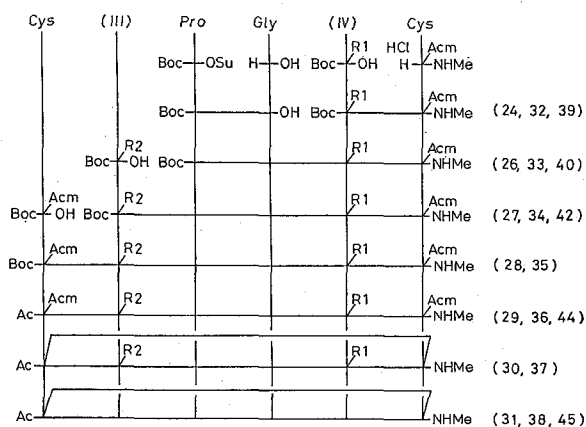 Cys (III) Pro Gly (IV) Cys
R1 HCl Acm
Boc OSu H OH Boc OH H NHMe
R1 Acm
Boc OH Boc NHMe (24, 32, 39)
R2 R1 Acm
Boc OH Boc NHMe (26, 33, 40)
Acm R2 R1 Acm
Boc OH Boc NHMe (27, 34, 42)
Acm R2 R1 Acm
Boc NHMe (28, 35)
Acm R2 R1 Acm
Ac NHMe (29, 36, 44)
R2 R1
Ac NHMe (30, 37)
Ac NHMe (31, 38, 45)